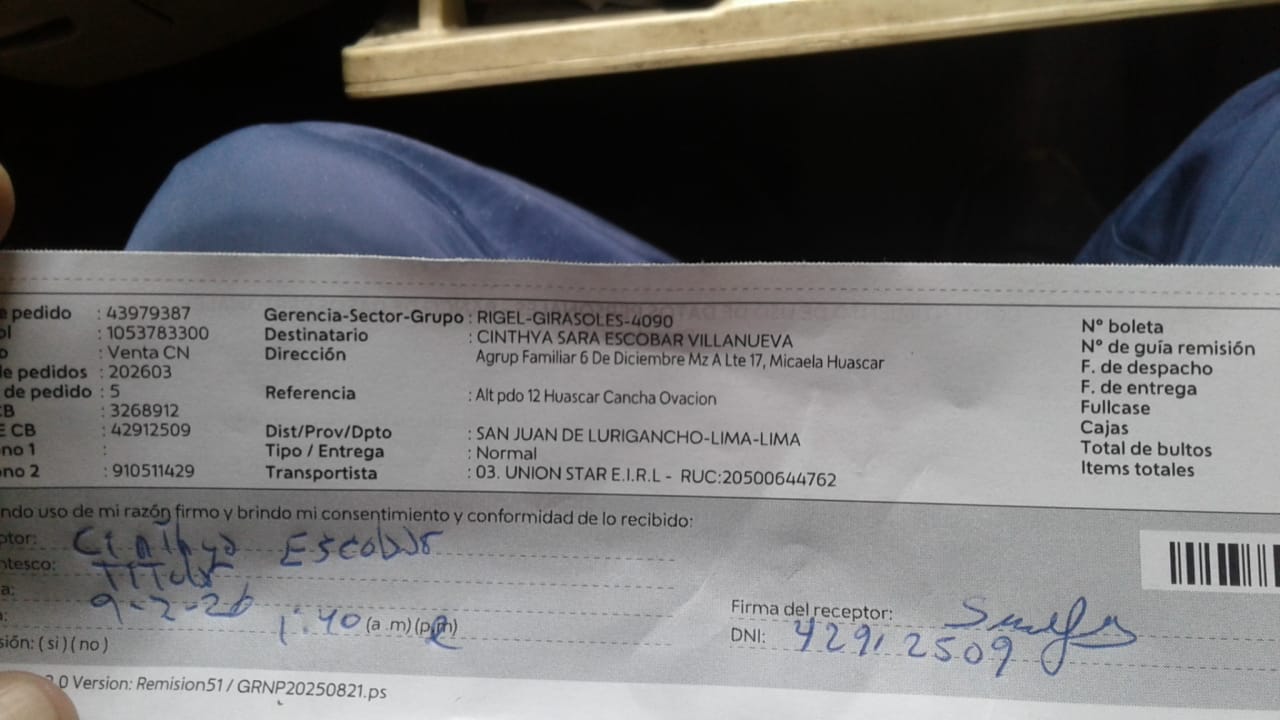 e pedido : 43979387 Gerencia-Sector-Grupo : RIGEL-GIRASOLES-4090 N° boleta
ol : 1053783300 Destinatario : CINTHYA SARA ESCOBAR VILLANUEVA N° de guía remisión
o : Venta CN Dirección Agrup Familiar 6 De Diciembre Mz A Lte 17, Micaela Huascar F. de despacho
e pedidos : 202603 F. de entrega
de pedido : 5 Referencia : Alt pdo 12 Huascar Cancha Ovacion Fullcase
CB : 3268912 Cajas
E CB : 42912509 Dist/Prov/Dpto : SAN JUAN DE LURIGANCHO-LIMA-LIMA Total de bultos
no 1 : Tipo / Entrega : Normal Items totales
no 2 : 910511429 Transportista : 03. UNION STAR E.I.R.L - RUC:20500644762
ndo uso de mi razón firmo y brindo mi consentimiento y conformidad de lo recibido:
ptor: Cinthya Escobar
ntesco: Titular
a: 9-2-26 Firma del receptor:
: 1:40 (a.m) (p.m) DNI: 42912509
sión: ( si ) ( no )
.0 Version: Remision51 / GRNP20250821.ps